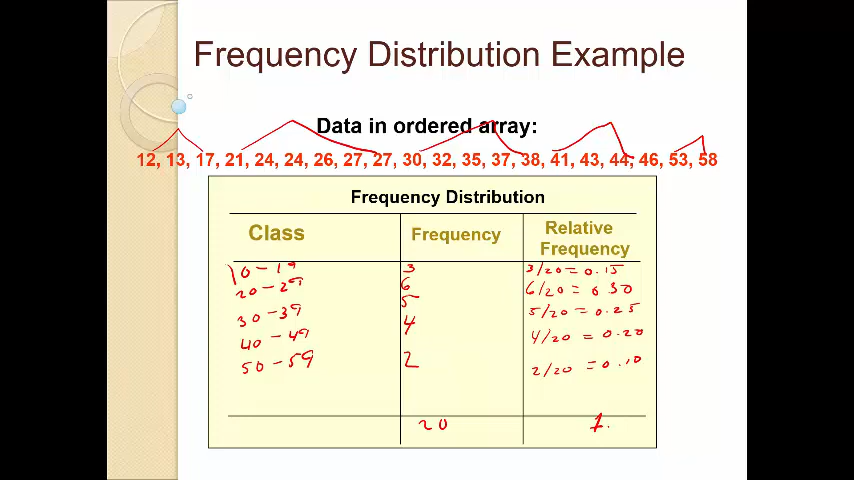 Frequency Distribution Example
Data in ordered array:
12, 13, 17, 21, 24, 24, 26, 27, 27, 30, 32, 35, 37, 38, 41, 43, 44, 46, 53, 58
Frequency Distribution
Class Frequency Relative Frequency
10-19 3 3/20 = 0.15
20-29 6 6/20 = 0.30
30-39 5 5/20 = 0.25
40-49 4 4/20 = 0.20
50-59 2 2/20 = 0.10
20 1.